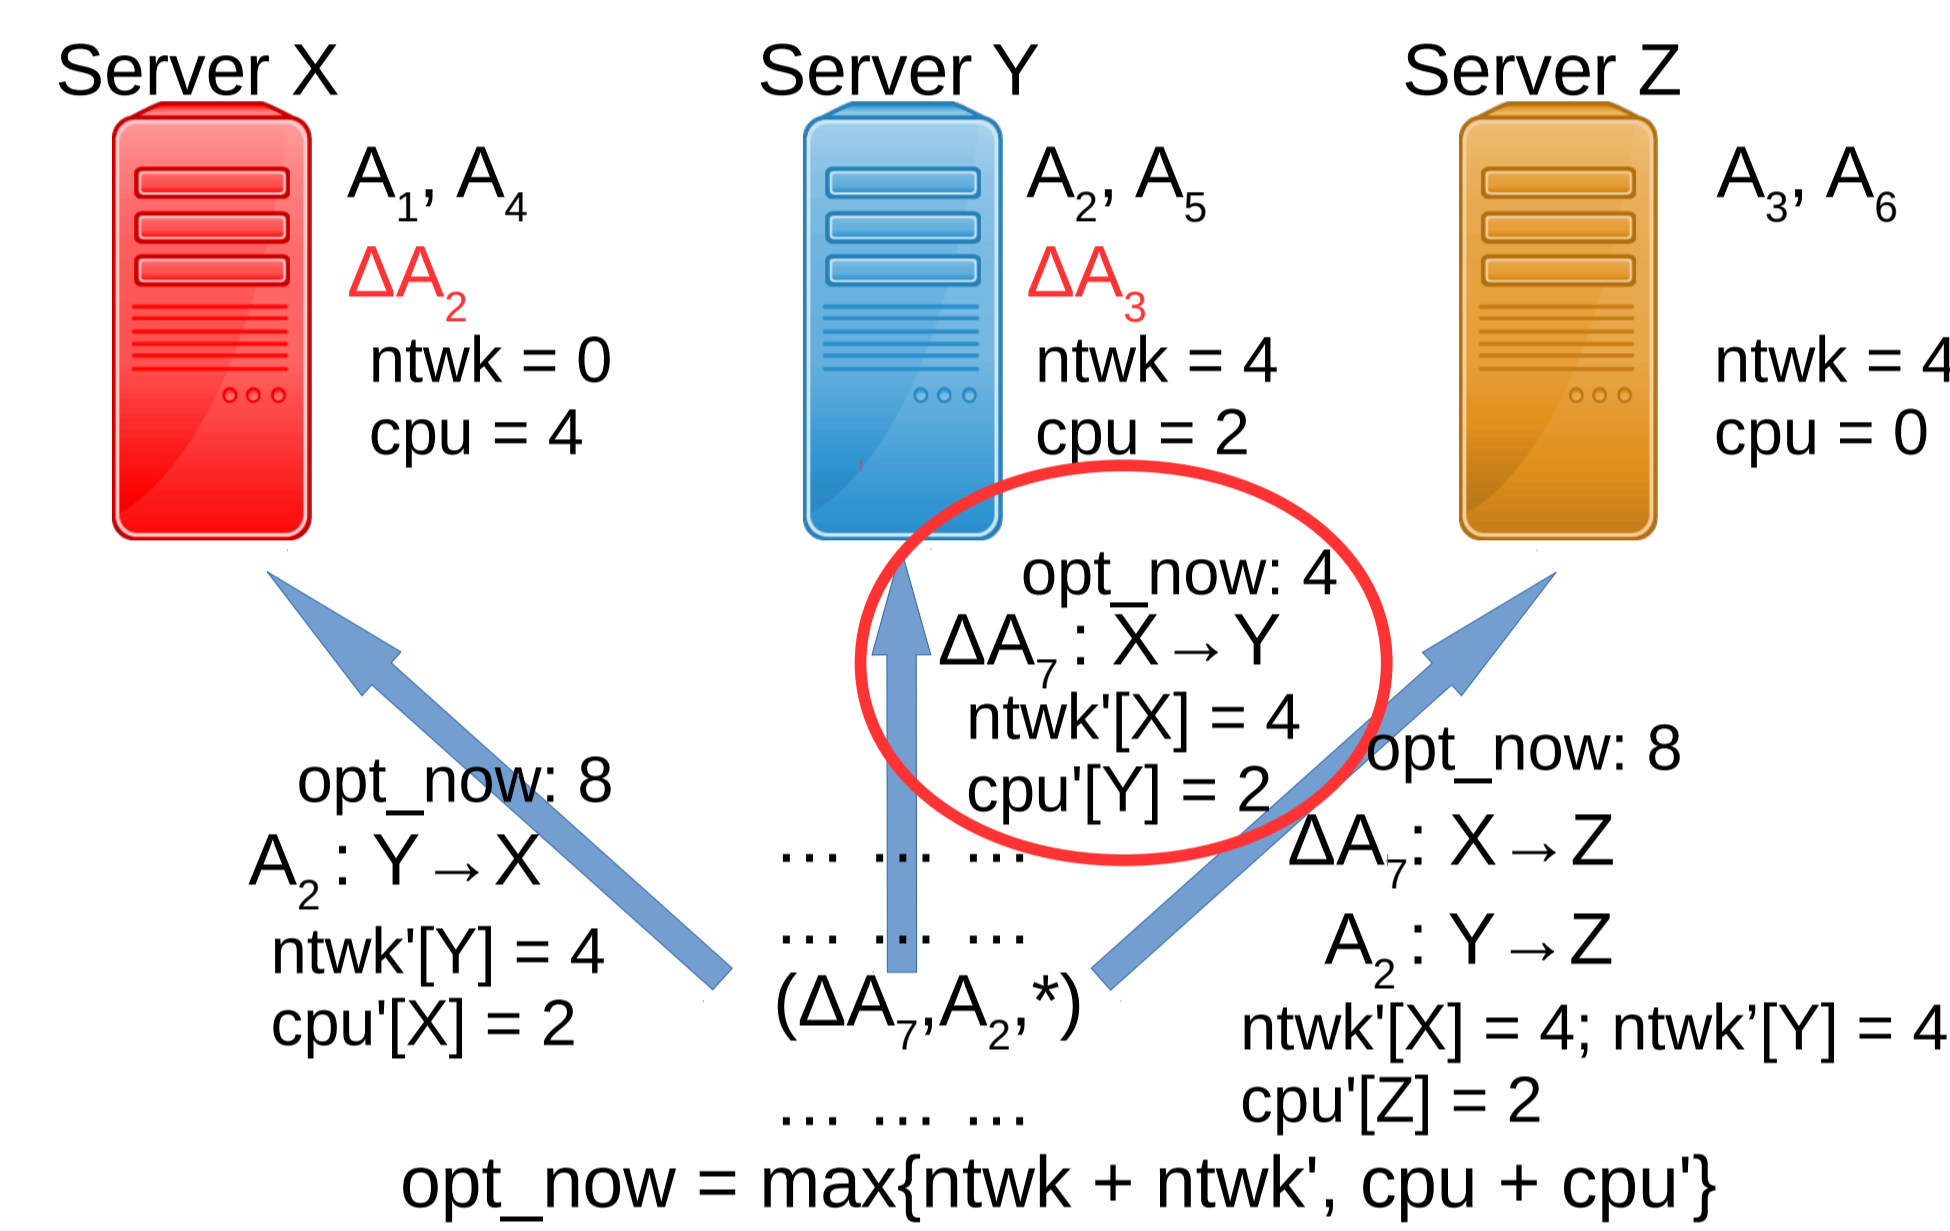 Server X
A1, A4
ΔA2
ntwk = 0
cpu = 4
Server Y
A2, A5
ΔA3
ntwk = 4
cpu = 2
Server Z
A3, A6
ntwk = 4
cpu = 0
opt_now: 8
A2 : Y→X
ntwk'[Y] = 4
cpu'[X] = 2
opt_now: 4
ΔA7 : X→Y
ntwk'[X] = 4
cpu'[Y] = 2
opt_now: 8
ΔA7: X→Z
A2 : Y→Z
ntwk'[X] = 4; ntwk’[Y] = 4
cpu'[Z] = 2
... ... ...
... ... ...
(ΔA7,A2,*)
... ... ...
opt_now = max{ntwk + ntwk', cpu + cpu'}